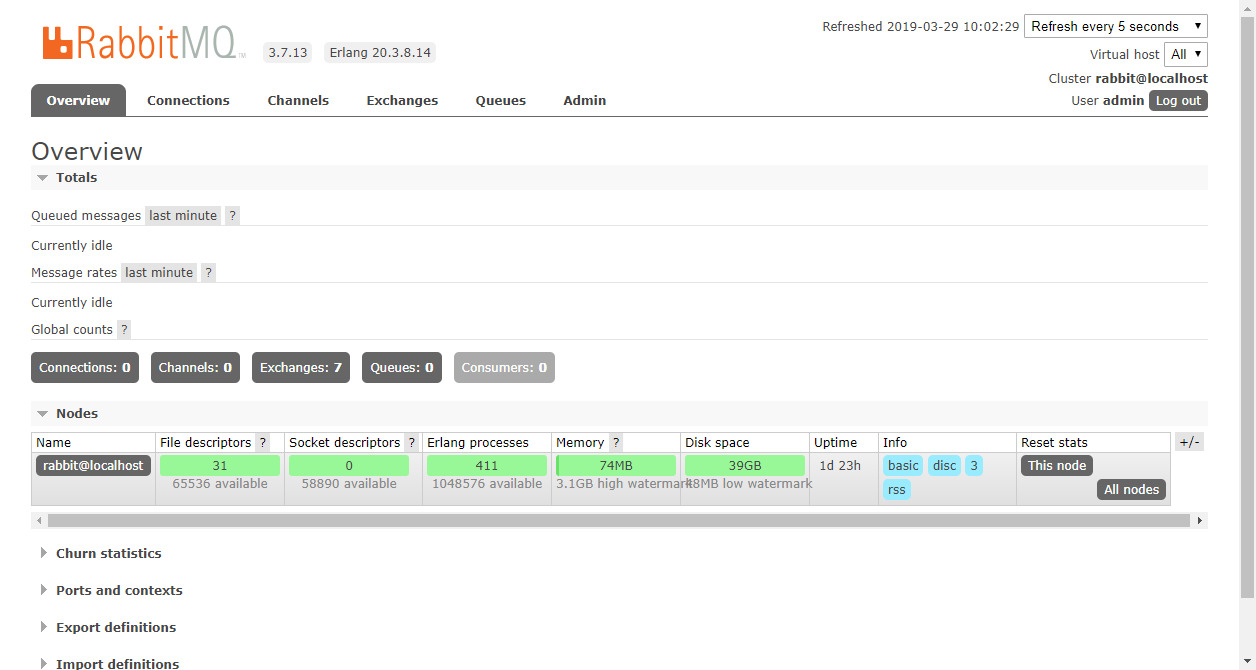 RabbitMQ TM 3.7.13 Erlang 20.3.8.14
Refreshed 2019-03-29 10:02:29 Refresh every 5 seconds
Virtual host All
Cluster rabbit@localhost
User admin Log out
Overview Connections Channels Exchanges Queues Admin
Overview
Totals
Queued messages last minute ?
Currently idle
Message rates last minute ?
Currently idle
Global counts ?
Connections: 0 Channels: 0 Exchanges: 7 Queues: 0 Consumers: 0
Nodes
Name File descriptors ? Socket descriptors ? Erlang processes Memory ? Disk space Uptime Info Reset stats +/-
rabbit@localhost 31 0 411 74MB 39GB 1d 23h basic disc 3 This node
65536 available 58890 available 1048576 available 3.1GB high watermark 48MB low watermark
rss All nodes
Churn statistics
Ports and contexts
Export definitions
Import definitions